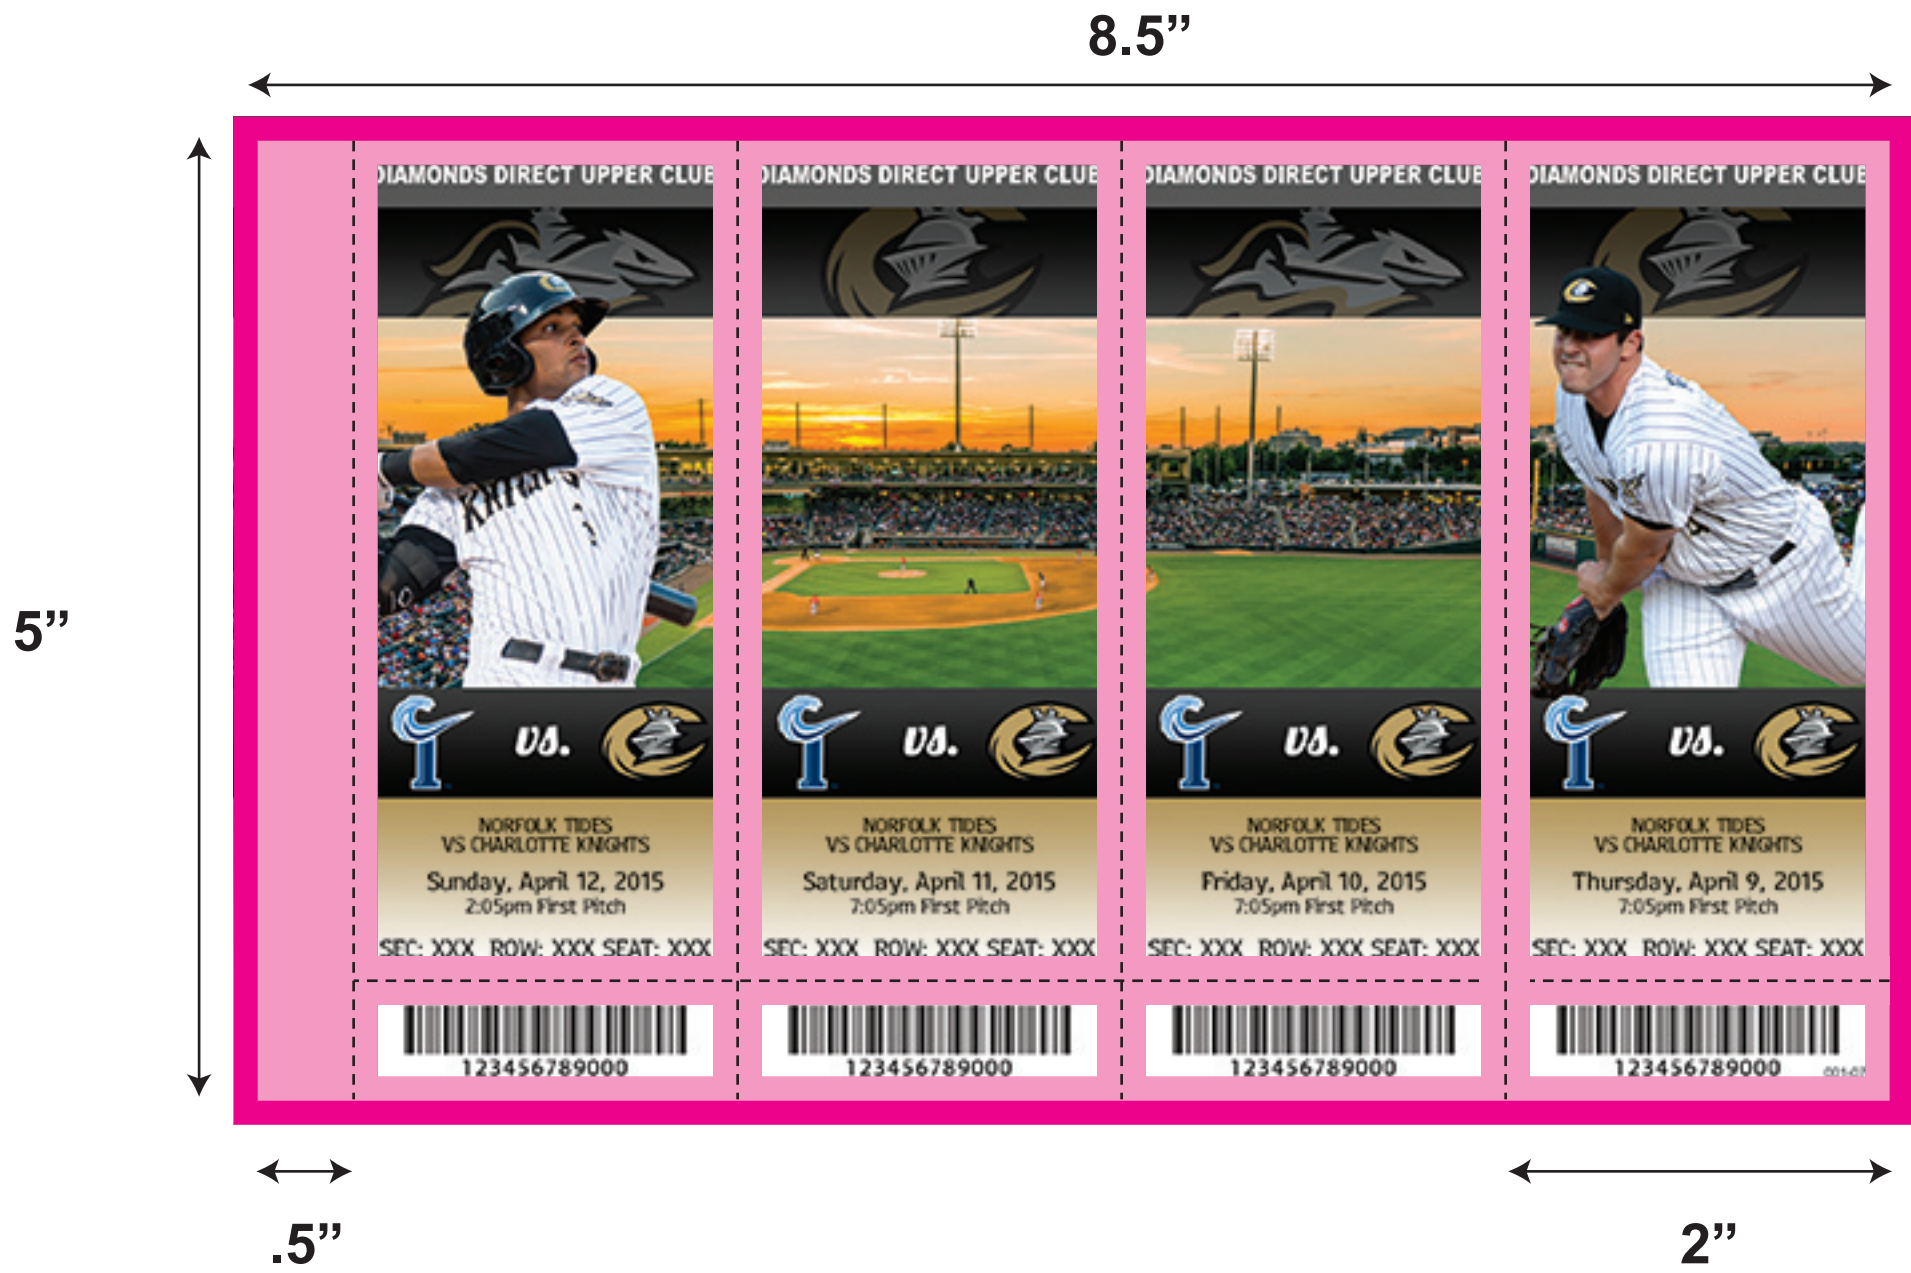 8.5”
5”
DIAMONDS DIRECT UPPER CLUB
KNIGH
10
vs.
NORFOLK TIDES
VS CHARLOTTE KNIGHTS
Sunday, April 12, 2015
2:05pm First Pitch
SEC: XXX ROW: XXX SEAT: XXX
123456789000
DIAMONDS DIRECT UPPER CLUB
vs.
NORFOLK TIDES
VS CHARLOTTE KNIGHTS
Saturday, April 11, 2015
7:05pm First Pitch
SEC: XXX ROW: XXX SEAT: XXX
123456789000
DIAMONDS DIRECT UPPER CLUB
vs.
NORFOLK TIDES
VS CHARLOTTE KNIGHTS
Friday, April 10, 2015
7:05pm First Pitch
SEC: XXX ROW: XXX SEAT: XXX
123456789000
DIAMONDS DIRECT UPPER CLUB
vs.
NORFOLK TIDES
VS CHARLOTTE KNIGHTS
Thursday, April 9, 2015
7:05pm First Pitch
SEC: XXX ROW: XXX SEAT: XXX
123456789000
.5”
2”